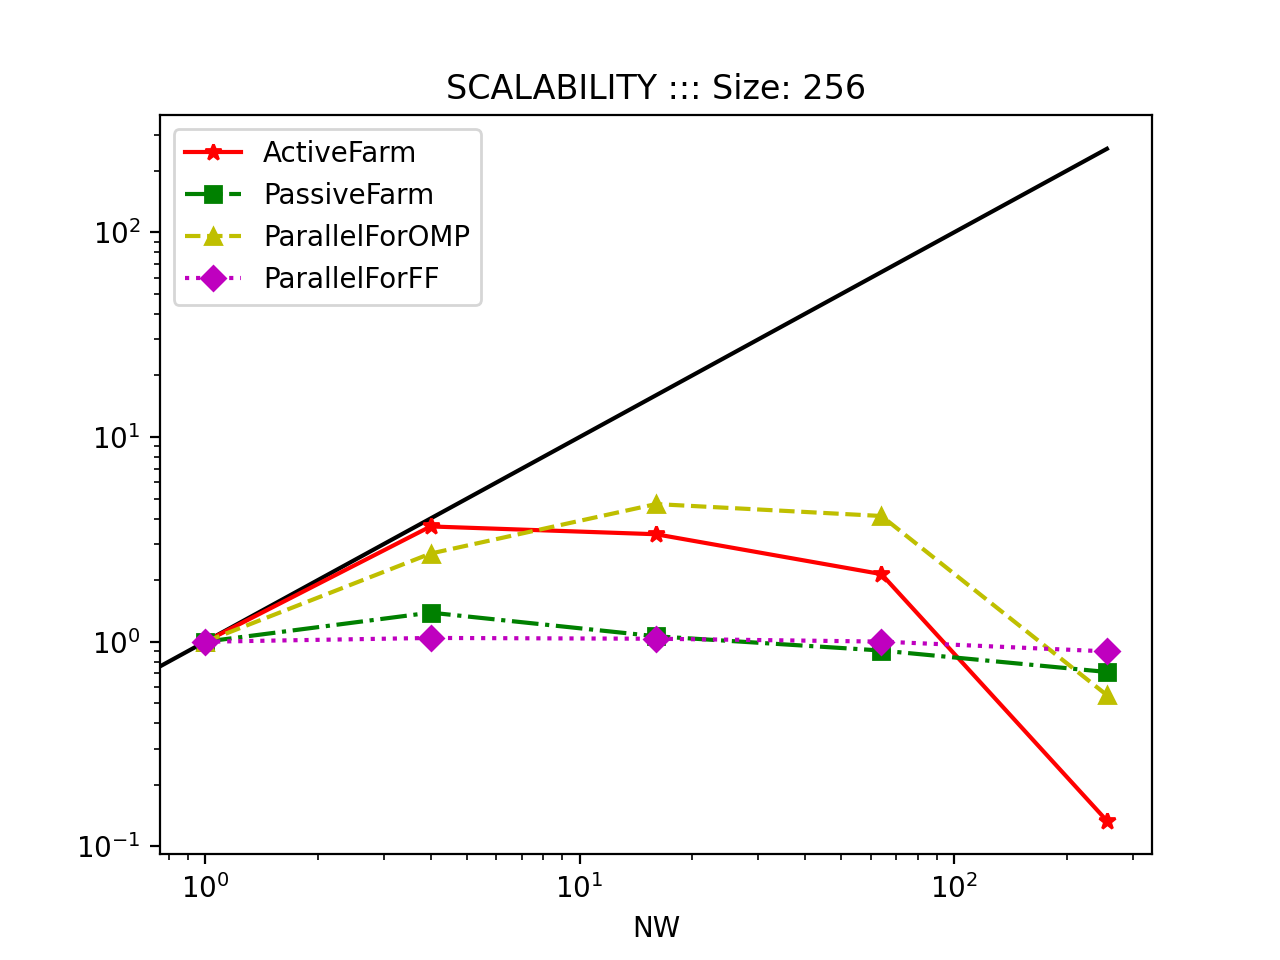 SCALABILITY ::: Size: 256
ActiveFarm
PassiveFarm
ParallelForOMP
ParallelForFF
10²
10¹
10⁰
10⁻¹
10⁰ 10¹ 10²
NW